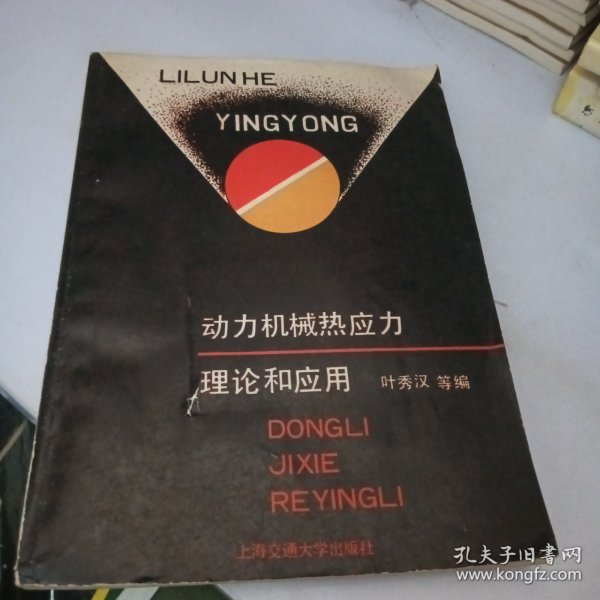 LILUN HE
YINGYONG
动力机械热应力
理论和应用 叶秀汉 等编
DONGLI
JIXIE
REYINGLI
上海交通大学出版社
孔夫子旧书网
www.kongfz.com